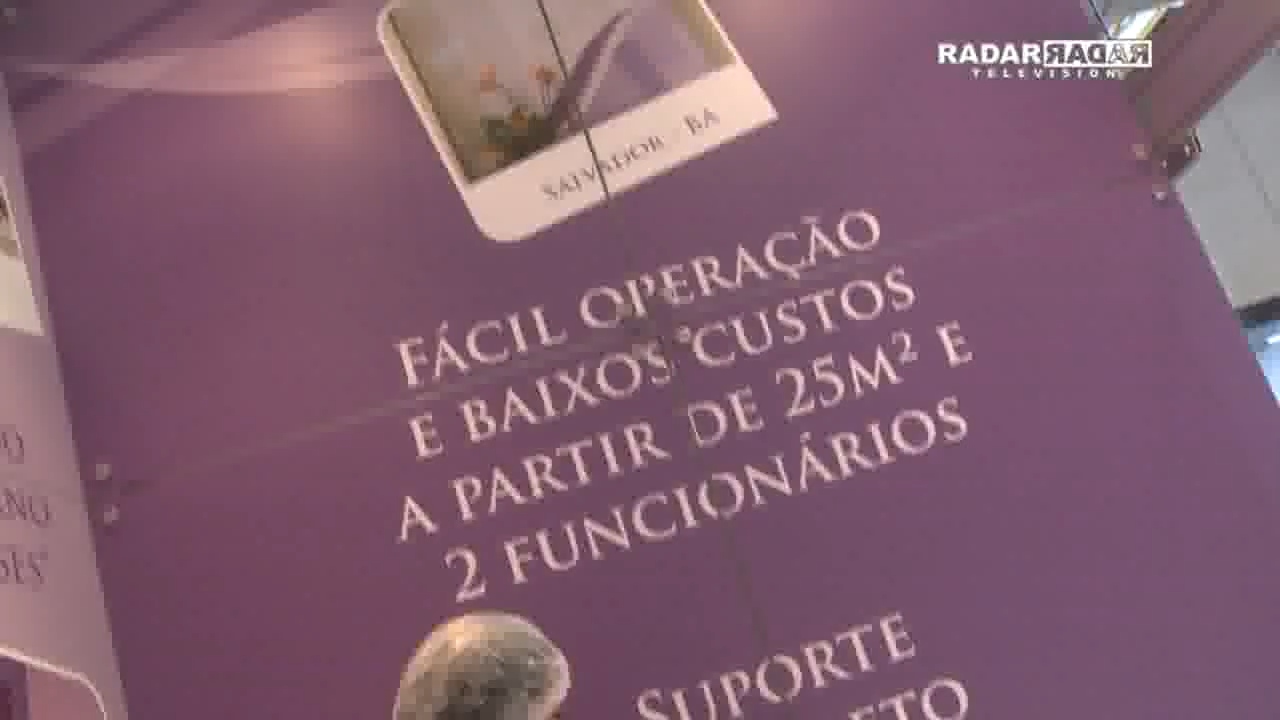 RADAR RADAR
TELEVISION
SALVADOR - BA
FÁCIL OPERAÇÃO
E BAIXOS CUSTOS
A PARTIR DE 25M² E
2 FUNCIONÁRIOS
SUPORTE